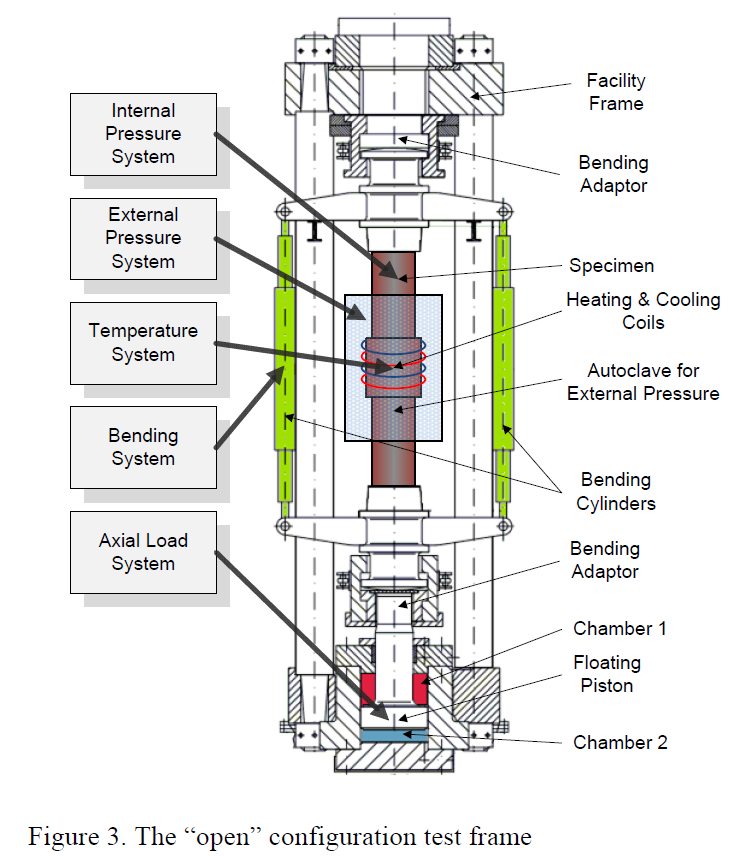 Internal
Pressure
System
External
Pressure
System
Temperature
System
Bending
System
Axial Load
System
Facility
Frame
Bending
Adaptor
Specimen
Heating & Cooling
Coils
Autoclave for
External Pressure
Bending
Cylinders
Bending
Adaptor
Chamber 1
Floating
Piston
Chamber 2
Figure 3. The “open” configuration test frame